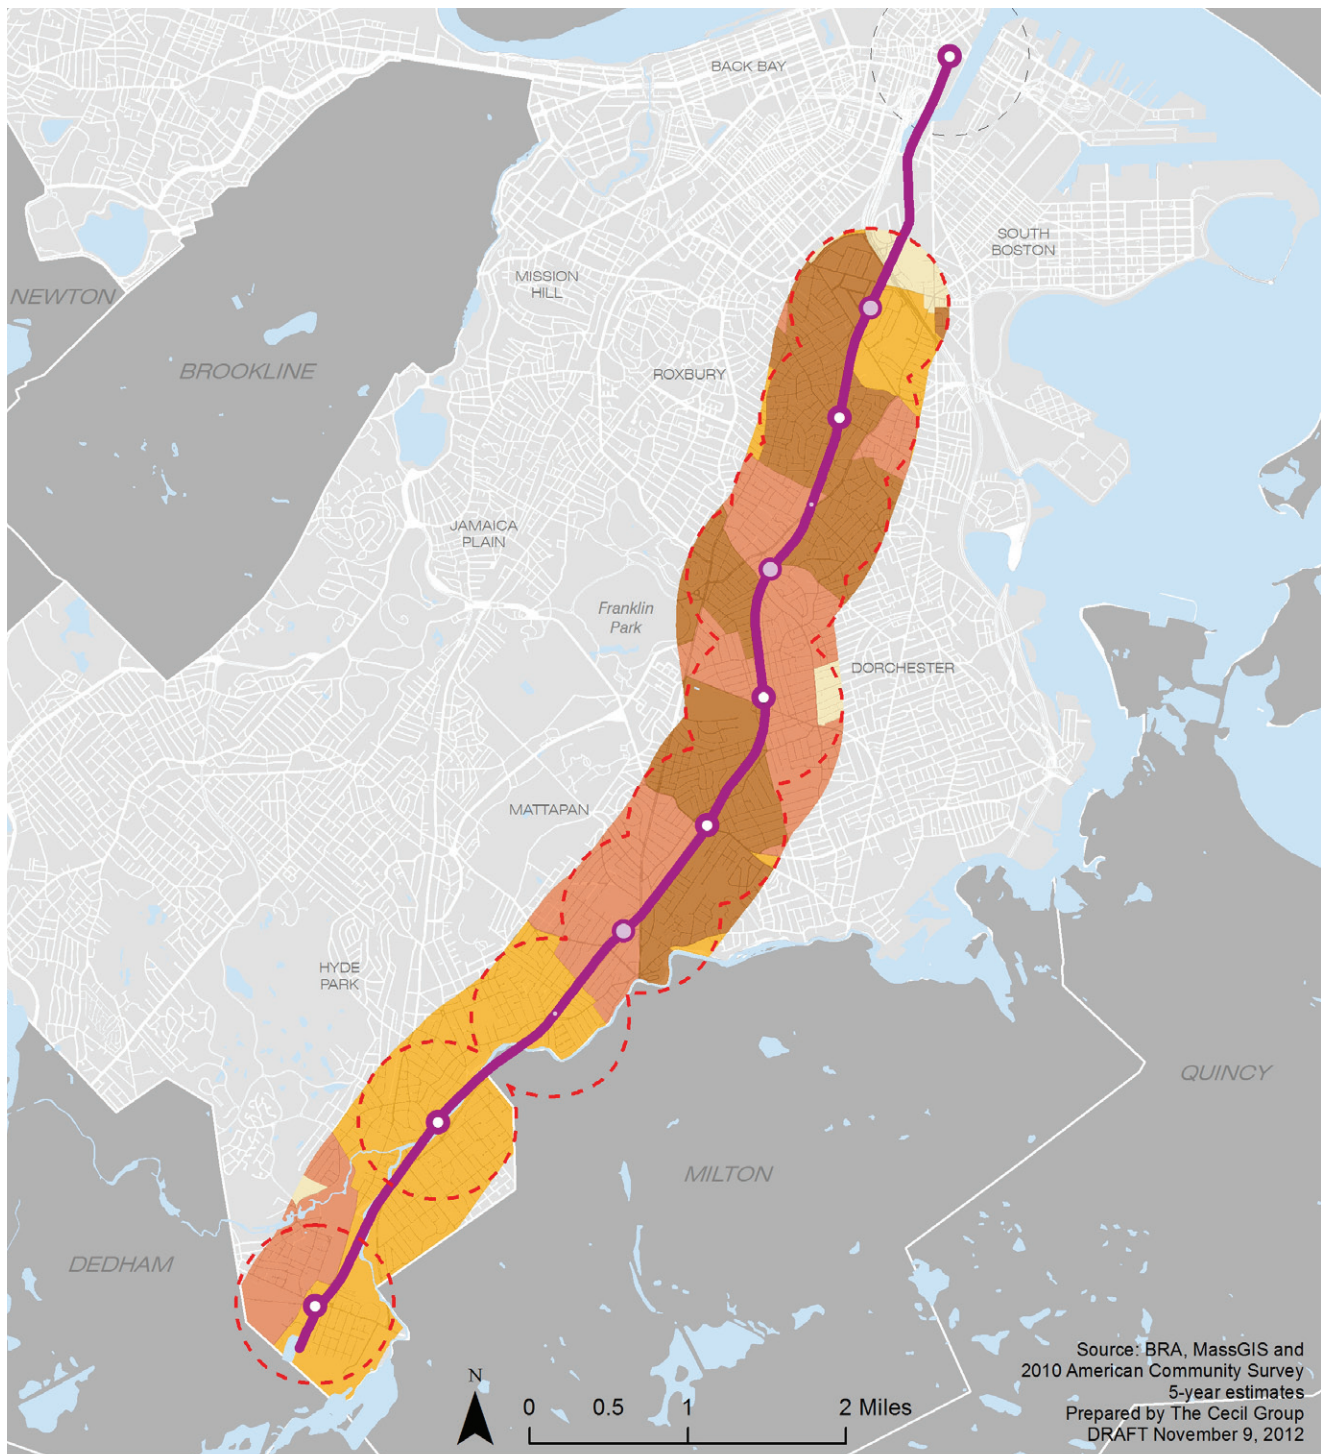 BACK BAY
SOUTH
BOSTON
MISSION
HILL
NEWTON
BROOKLINE
ROXBURY
JAMAICA
PLAIN
Franklin
Park
DORCHESTER
MATTAPAN
HYDE
PARK
QUINCY
MILTON
DEDHAM
Source: BRA, MassGIS and
2010 American Community Survey
5-year estimates
Prepared by The Cecil Group
DRAFT November 9, 2012
N
0 0.5 1 2 Miles